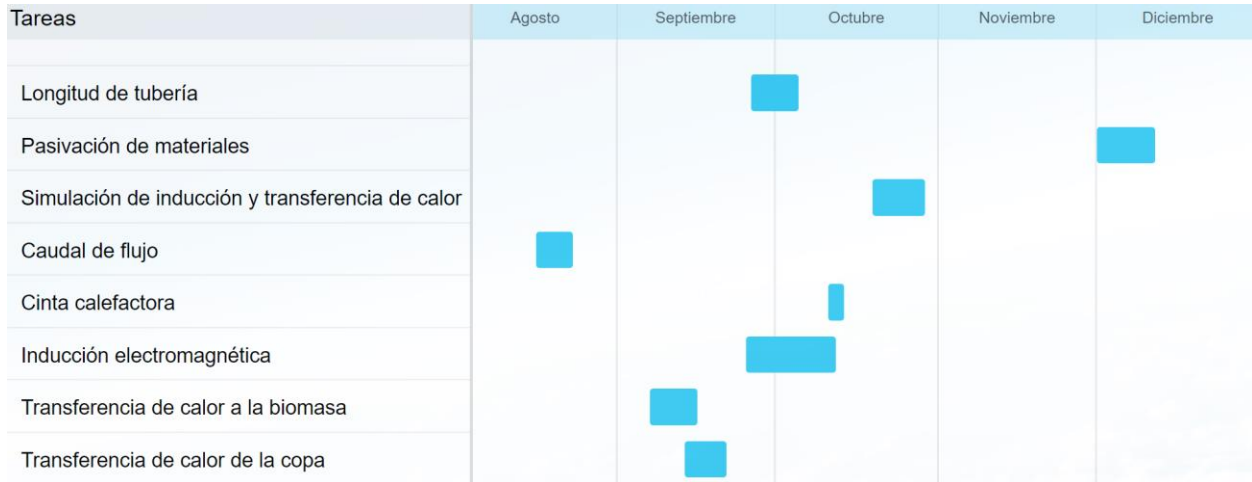 Tareas
Agosto
Septiembre
Octubre
Noviembre
Diciembre
Longitud de tubería
Pasivación de materiales
Simulación de inducción y transferencia de calor
Caudal de flujo
Cinta calefactora
Inducción electromagnética
Transferencia de calor a la biomasa
Transferencia de calor de la copa